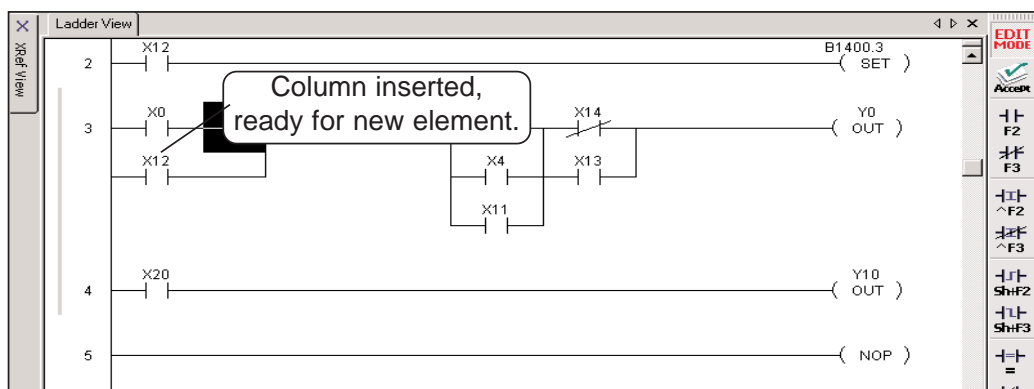 Ladder View
XRef View
X12
B1400.3
2
( SET )
Column inserted,
ready for new element.
X0
X14
Y0
3
( OUT )
X12
X4
X13
X11
X20
Y10
4
( OUT )
5
( NOP )
EDIT
MODE
Accept
F2
F3
^F2
^F3
Sh+F2
Sh+F3
=